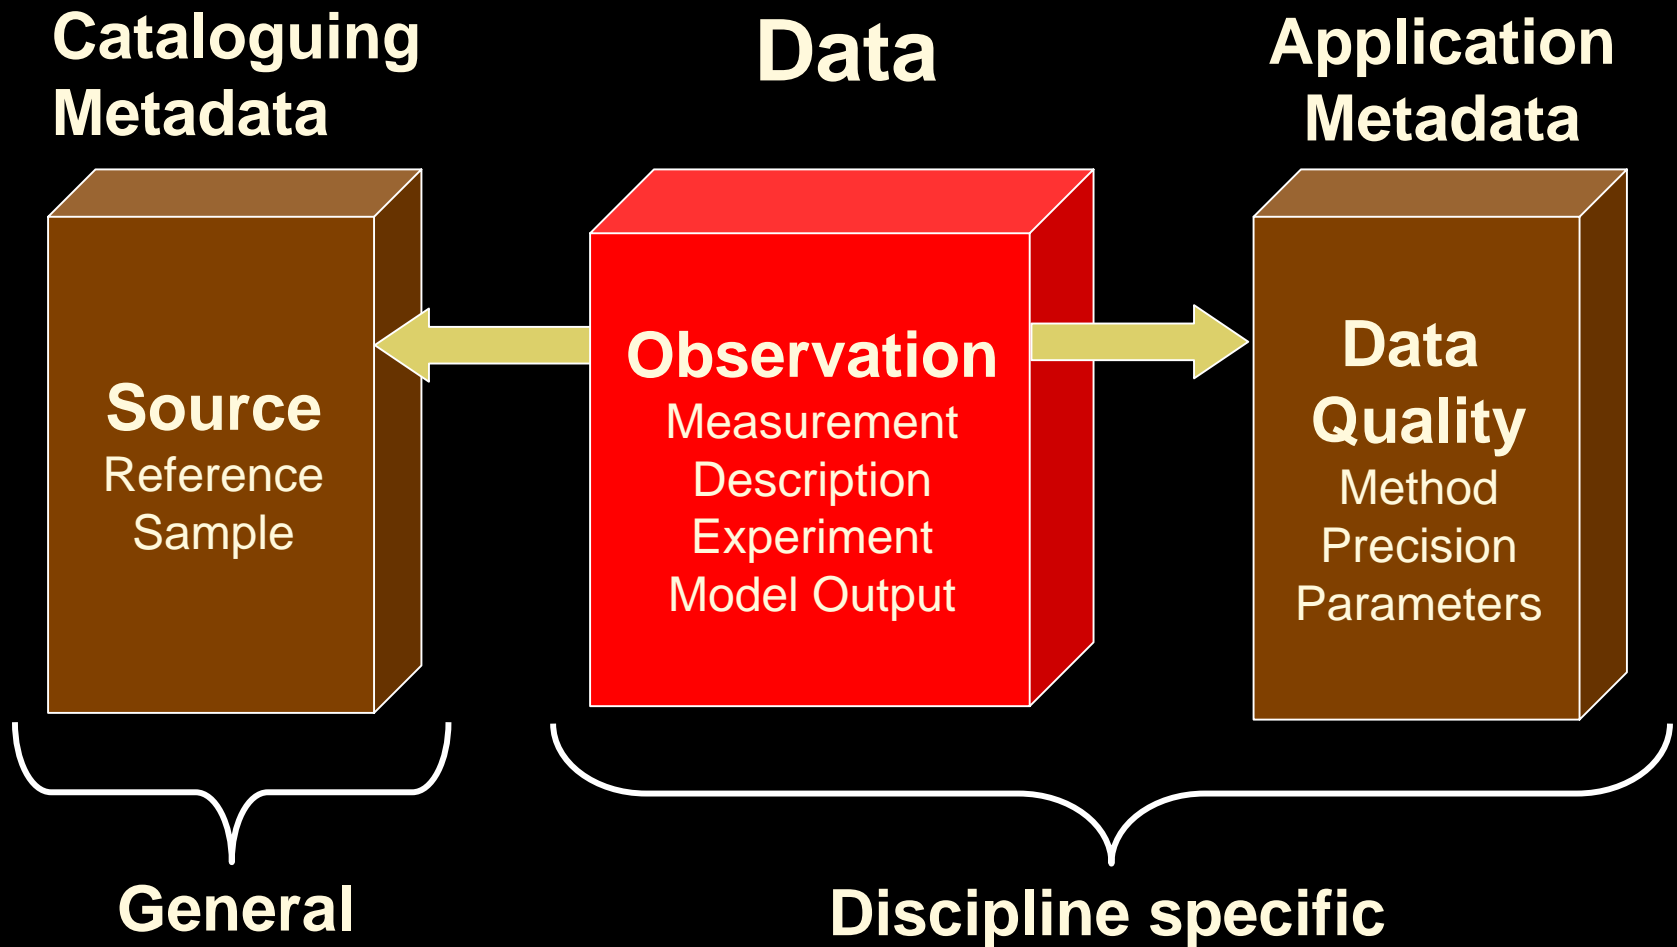 Cataloguing
Metadata
Data
Application
Metadata
Source
Reference
Sample
Observation
Measurement
Description
Experiment
Model Output
Data
Quality
Method
Precision
Parameters
General
Discipline specific